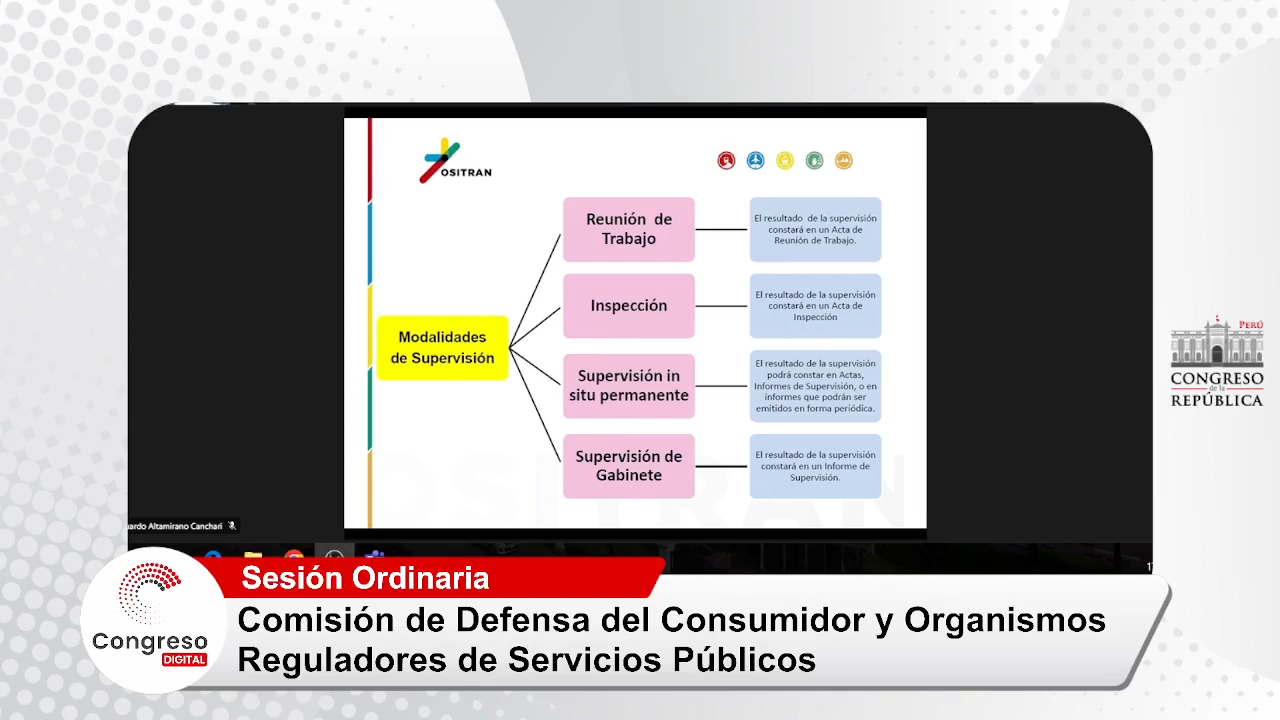 OSITRAN
Reunión de
Trabajo
El resultado de la supervisión
constará en un Acta de
Reunión de Trabajo.
Inspección
El resultado de la supervisión
constará en un Acta de
Inspección
Modalidades
de Supervisión
Supervisión in
situ permanente
El resultado de la supervisión
podrá constar en Actas,
Informes de Supervisión, o en
informes que podrán ser
emitidos en forma periódica.
Supervisión de
Gabinete
El resultado de la supervisión
constará en un Informe de
Supervisión.
OSITRAN
Altamirano Canchari
PERÚ
CONGRESO
de la
REPÚBLICA
Congreso
DIGITAL
Sesión Ordinaria
Comisión de Defensa del Consumidor y Organismos
Reguladores de Servicios Públicos